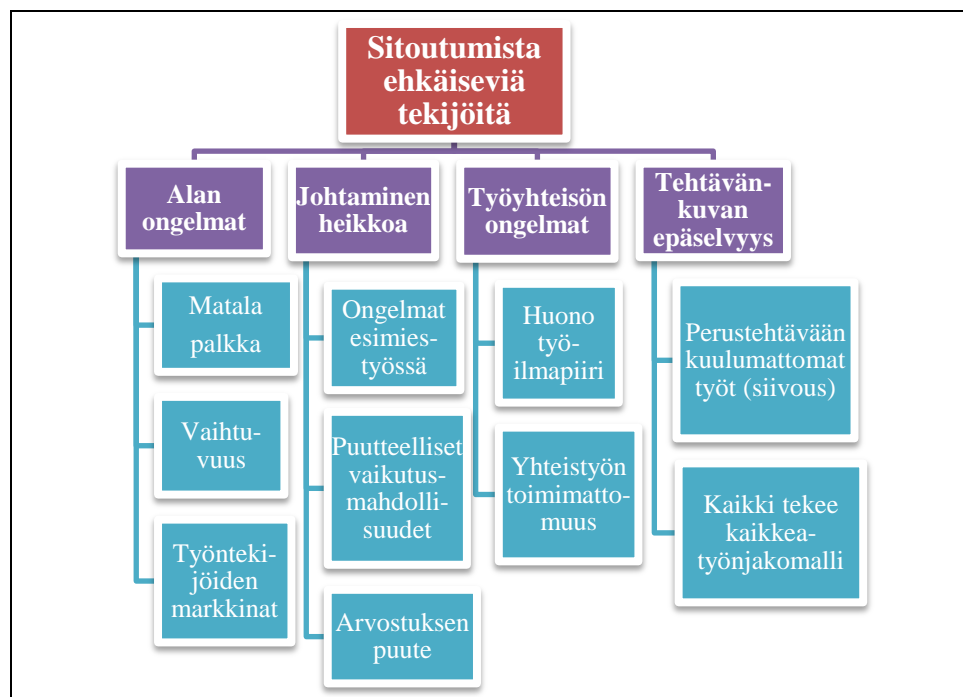 Sitoutumista
ehkäiseviä
tekijöitä
Alan
ongelmat
Matala
palkka
Vaihtu-
vuus
Työnteki-
jöiden
markkinat
Johtaminen
heikkoa
Ongelmat
esimies-
työssä
Puutteelliset
vaikutus-
mahdolli-
suudet
Arvostuksen
puute
Työyhteisön
ongelmat
Huono
työ-
ilmapiiri
Yhteistyön
toimimatto-
muus
Tehtävän-
kuvan
epäselvyys
Perustehtävään
kuulumattomat
työt (siivous)
Kaikki tekee
kaikkea-
työnjakomalli